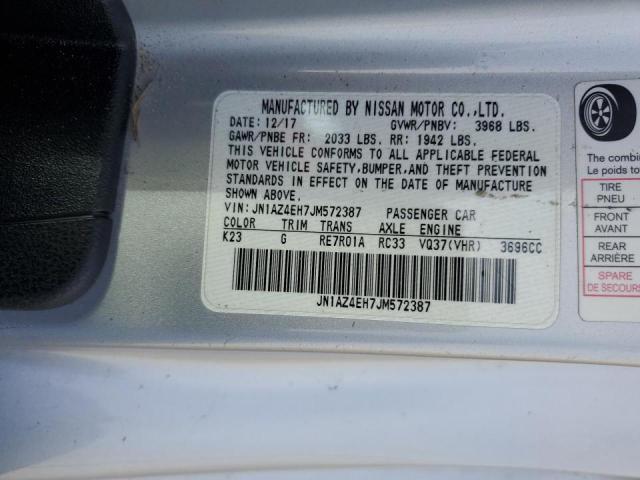 MANUFACTURED BY NISSAN MOTOR CO.,LTD.
DATE: 12/17 GVWR/PNBV: 3968 LBS.
GAWR/PNBE FR: 2033 LBS. RR: 1942 LBS.
THIS VEHICLE CONFORMS TO ALL APPLICABLE FEDERAL
MOTOR VEHICLE SAFETY,BUMPER,AND THEFT PREVENTION
STANDARDS IN EFFECT ON THE DATE OF MANUFACTURE
SHOWN ABOVE.
VIN: JN1AZ4EH7JM572387 PASSENGER CAR
COLOR TRIM TRANS AXLE ENGINE
K23 G RE7R01A RC33 VQ37(VHR) 3696CC
JN1AZ4EH7JM572387
The combine
Le poids to
TIRE
PNEU
FRONT
AVANT
REAR
ARRIÈRE
SPARE
DE SECOURS